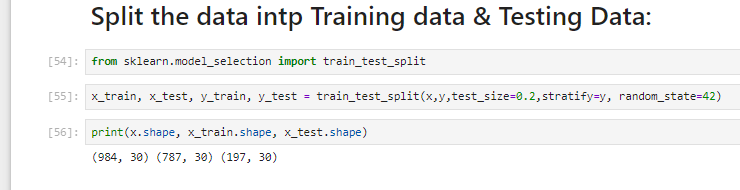 Split the data intp Training data & Testing Data:
[54]: from sklearn.model_selection import train_test_split
[55]: x_train, x_test, y_train, y_test = train_test_split(x,y,test_size=0.2,stratify=y, random_state=42)
[56]: print(x.shape, x_train.shape, x_test.shape)
(984, 30) (787, 30) (197, 30)